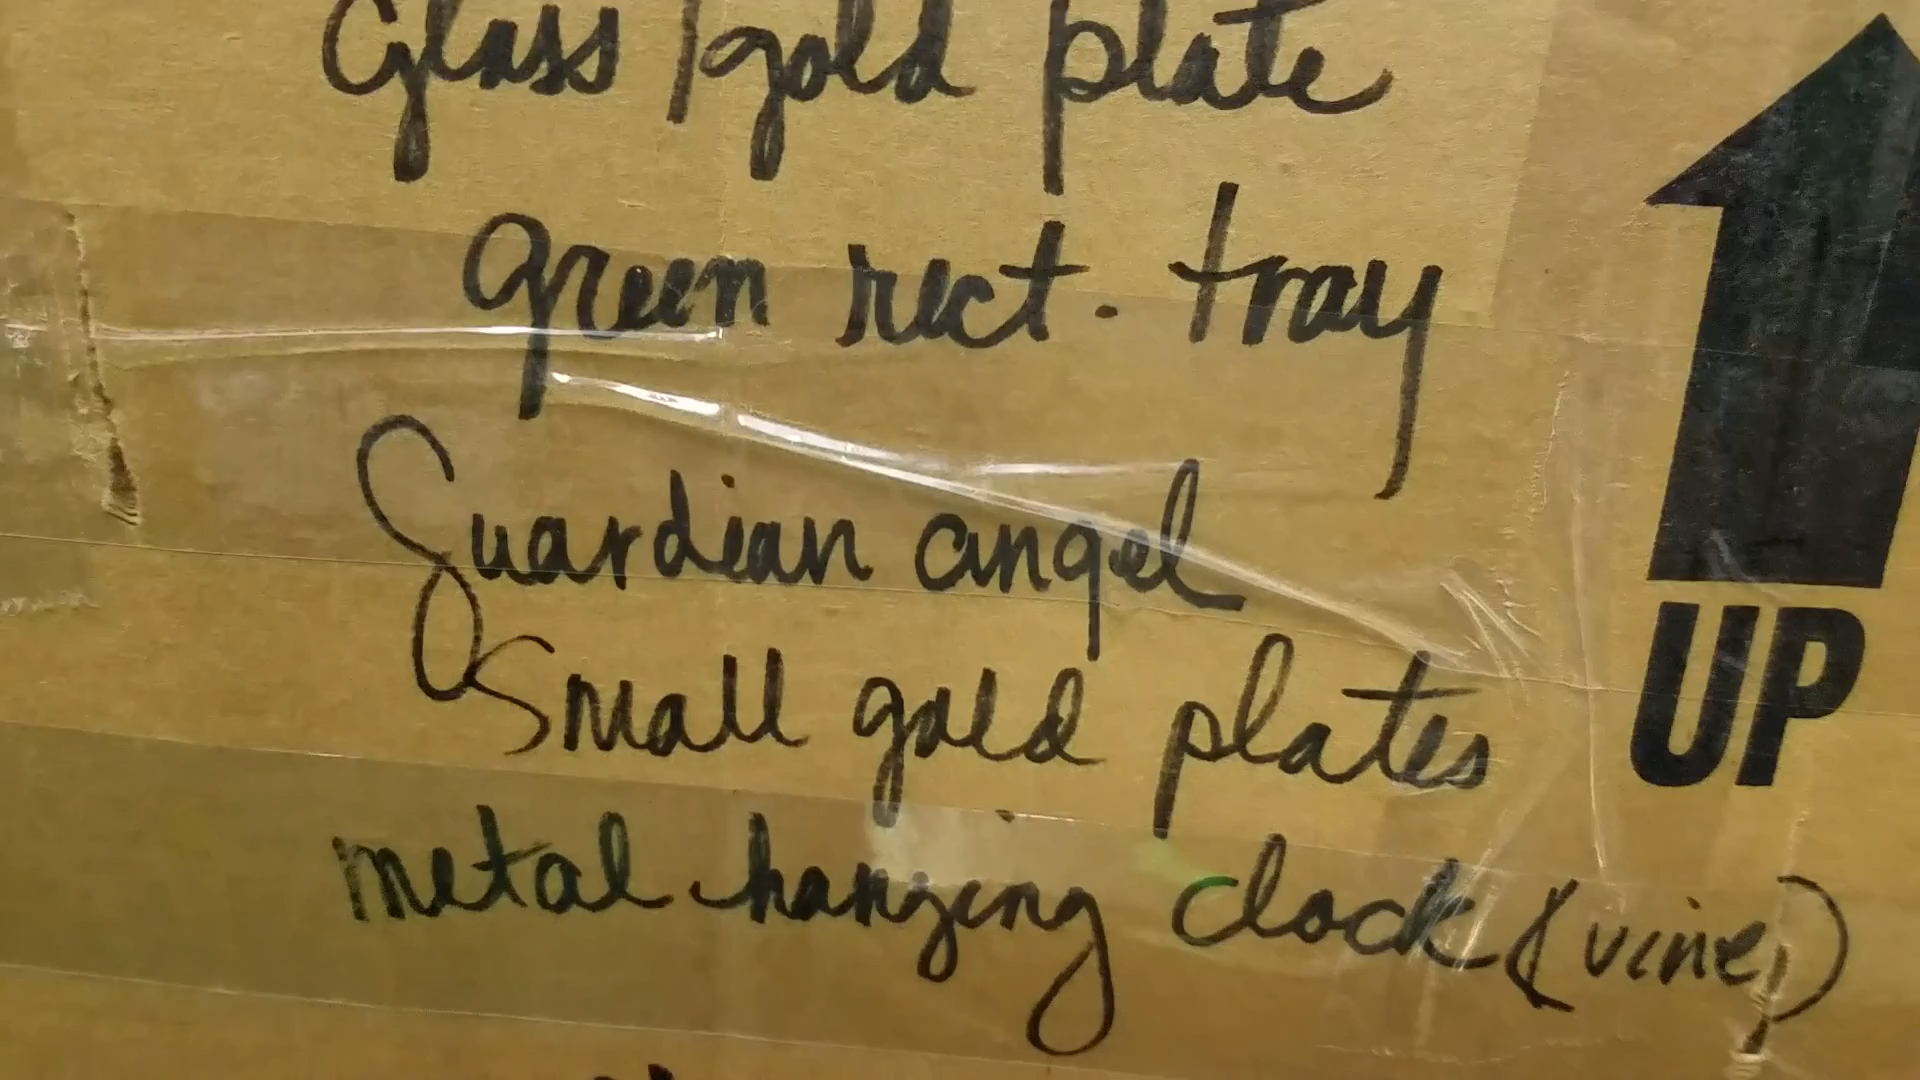 Glass/gold plate
green rect. tray
Guardian angel
Small gold plates
metal hanging clock (vine)
UP